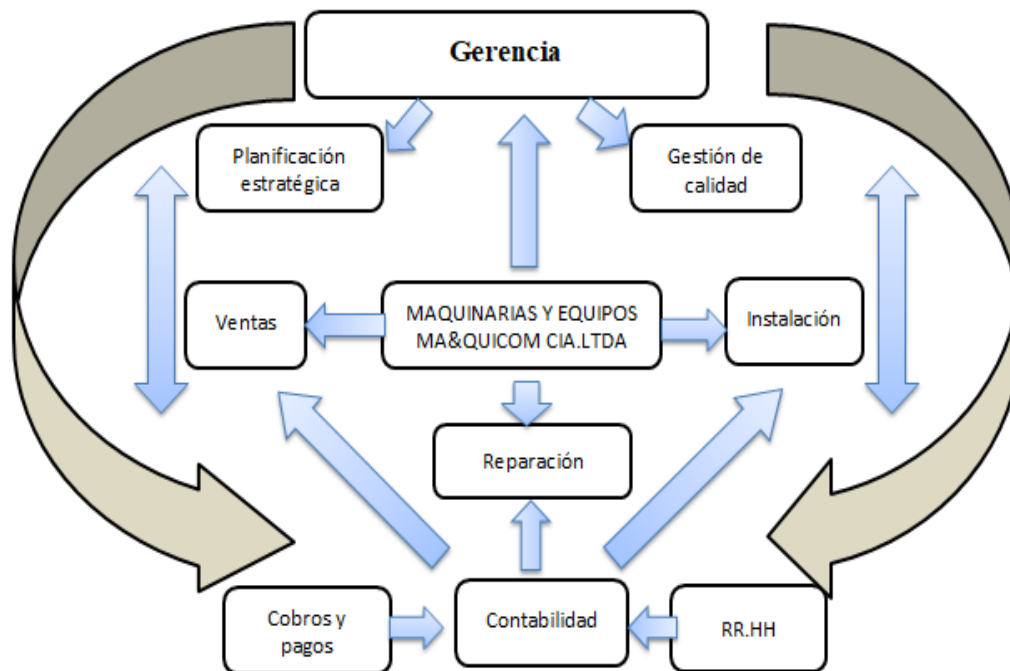 Gerencia
Planificación
estratégica
Gestión de
calidad
Ventas
MAQUINARIAS Y EQUIPOS
MA&QUICOM CIA.LTDA
Instalación
Reparación
Cobros y
pagos
Contabilidad
RR.HH